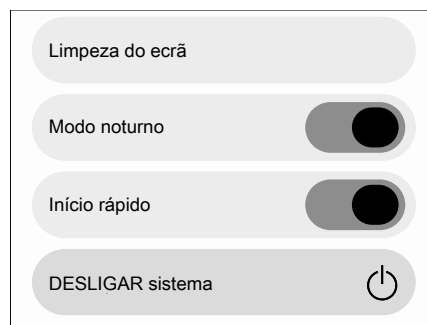 Limpeza do ecrã
Modo noturno
Início rápido
DESLIGAR sistema